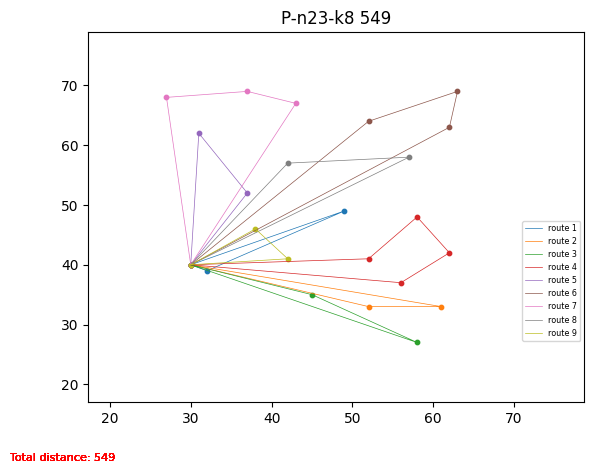 P-n23-k8 549
70
60
50
40
30
20
20
30
40
50
60
70
route 1
route 2
route 3
route 4
route 5
route 6
route 7
route 8
route 9
Total distance: 549